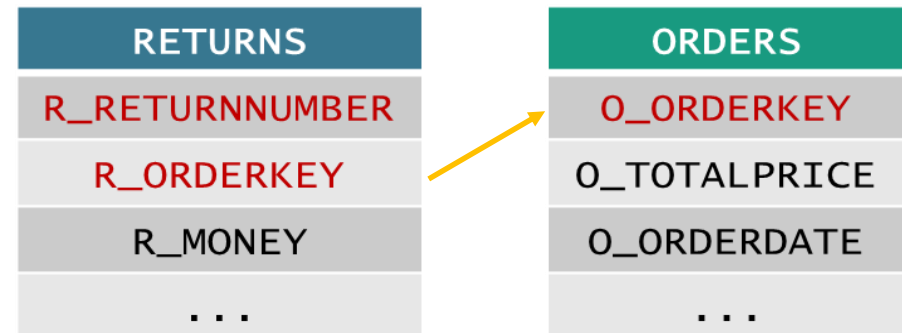 RETURNS
R_RETURNNUMBER
R_ORDERKEY
R_MONEY
...
ORDERS
O_ORDERKEY
O_TOTALPRICE
O_ORDERDATE
...